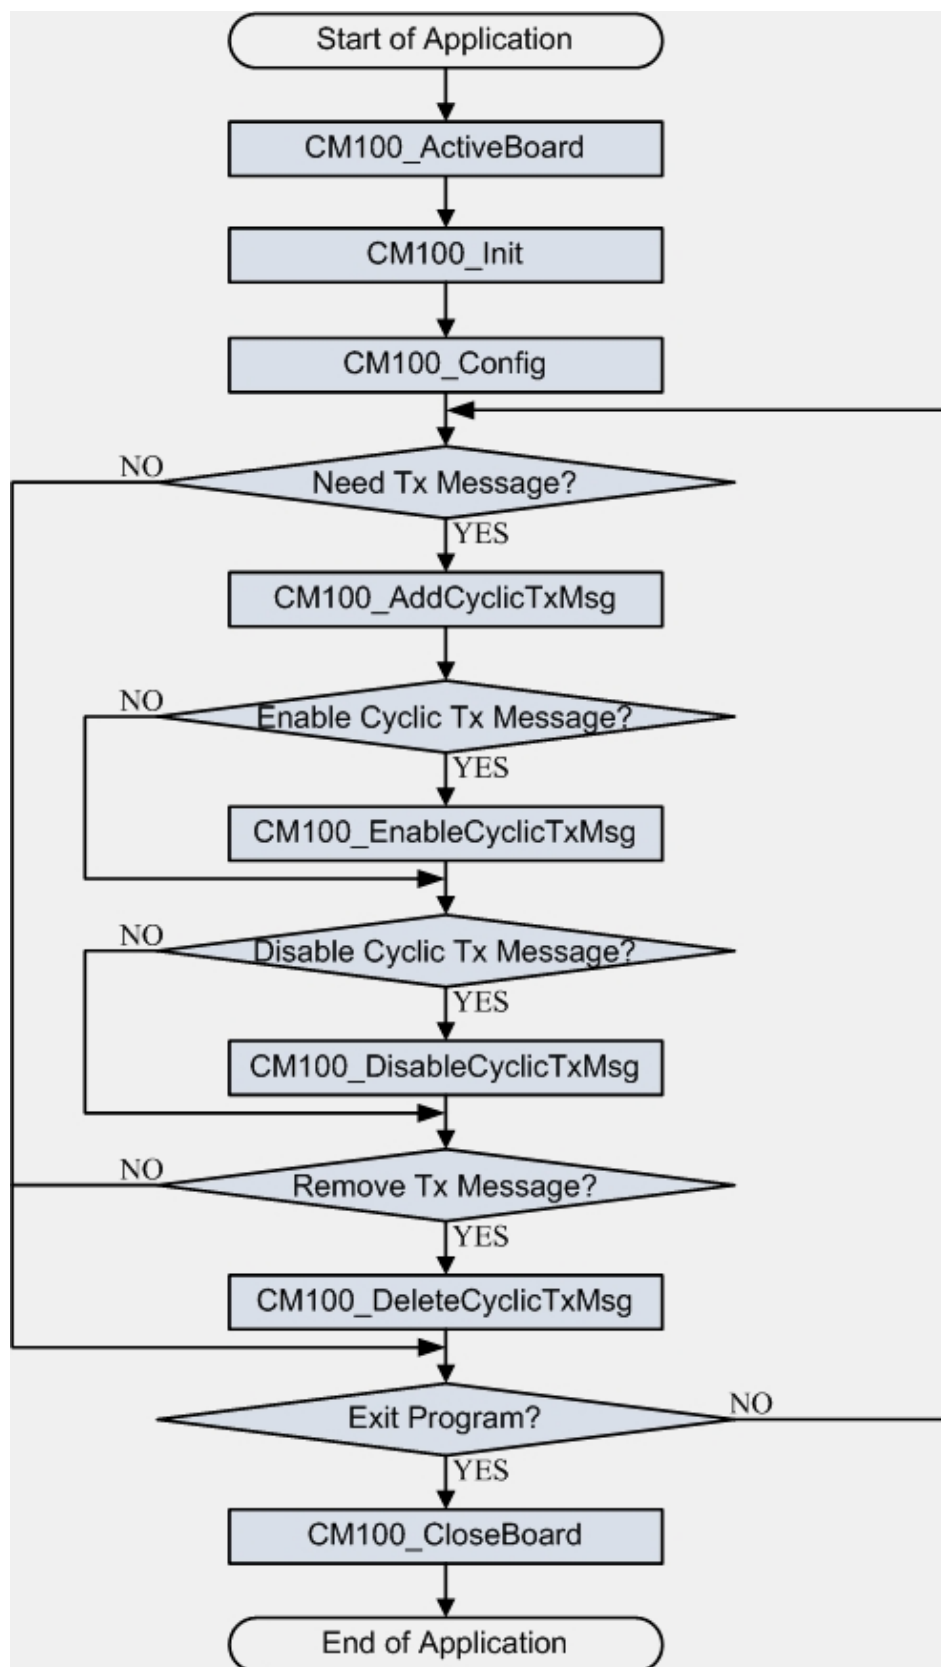 Start of Application
CM100_ActiveBoard
CM100_Init
CM100_Config
NO
Need Tx Message?
YES
CM100_AddCyclicTxMsg
NO
Enable Cyclic Tx Message?
YES
CM100_EnableCyclicTxMsg
NO
Disable Cyclic Tx Message?
YES
CM100_DisableCyclicTxMsg
NO
Remove Tx Message?
YES
CM100_DeleteCyclicTxMsg
Exit Program?
NO
YES
CM100_CloseBoard
End of Application